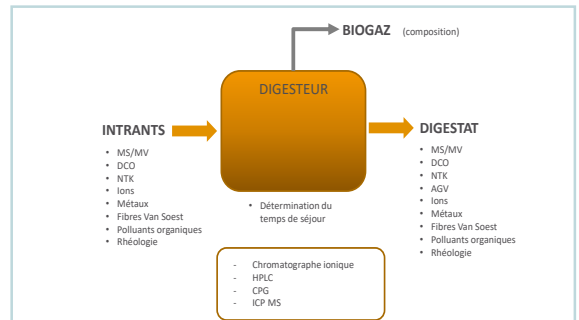 BIOGAZ (composition)
DIGESTEUR
INTRANTS
• MS/MV
• DCO
• NTK
• Ions
• Métaux
• Fibres Van Soest
• Polluants organiques
• Rhéologie
• Détermination du
temps de séjour
DIGESTAT
• MS/MV
• DCO
• NTK
• AGV
• Ions
• Métaux
• Fibres Van Soest
• Polluants organiques
• Rhéologie
- Chromatographe ionique
- HPLC
- CPG
- ICP MS